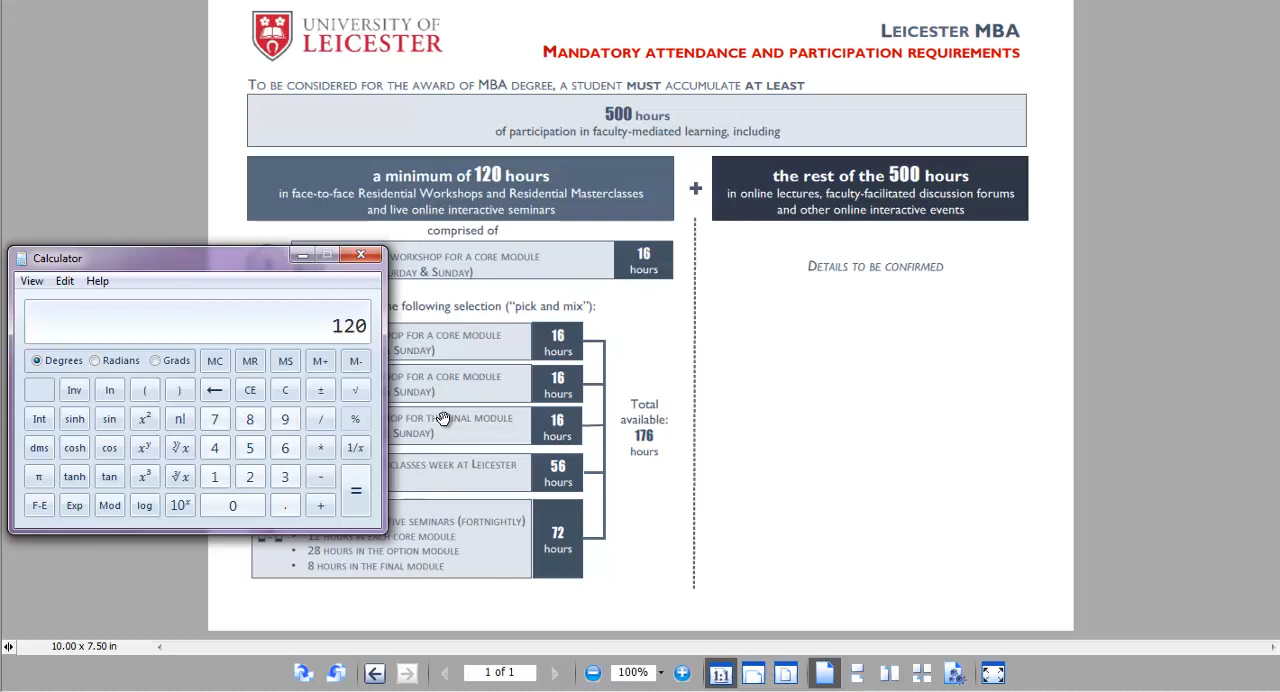 UNIVERSITY OF
LEICESTER
LEICESTER MBA
MANDATORY ATTENDANCE AND PARTICIPATION REQUIREMENTS
TO BE CONSIDERED FOR THE AWARD OF MBA DEGREE, A STUDENT MUST ACCUMULATE AT LEAST
500 hours
of participation in faculty-mediated learning, including
a minimum of 120 hours
in face-to-face Residential Workshops and Residential Masterclasses
and live online interactive seminars
+
the rest of the 500 hours
in online lectures, faculty-facilitated discussion forums
and other online interactive events
comprised of
WORKSHOP FOR A CORE MODULE
& SUNDAY)
16
hours
DETAILS TO BE CONFIRMED
following selection ("pick and mix"):
FOR A CORE MODULE
SUNDAY)
16
hours
FOR A CORE MODULE
& SUNDAY)
16
hours
FOR THE FINAL MODULE
SUNDAY)
16
hours
WEEK AT LEICESTER
56
hours
SEMINARS (FORTNIGHTLY)
• 12 HOURS IN EACH CORE MODULE
• 28 HOURS IN THE OPTION MODULE
• 8 HOURS IN THE FINAL MODULE
72
hours
Total
available:
176
hours
Calculator
View Edit Help
120
Degrees Radians Grads MC MR MS M+ M-
Inv ln ( ) ← CE C ± √
Int sinh sin x² n! 7 8 9 / %
dms cosh cos xʸ ʸ√x 4 5 6 * 1/x
π tanh tan x³ ³√x 1 2 3 - =
F-E Exp Mod log 10ˣ 0 . +
10.00 x 7.50 in
1 of 1
100%
1:1